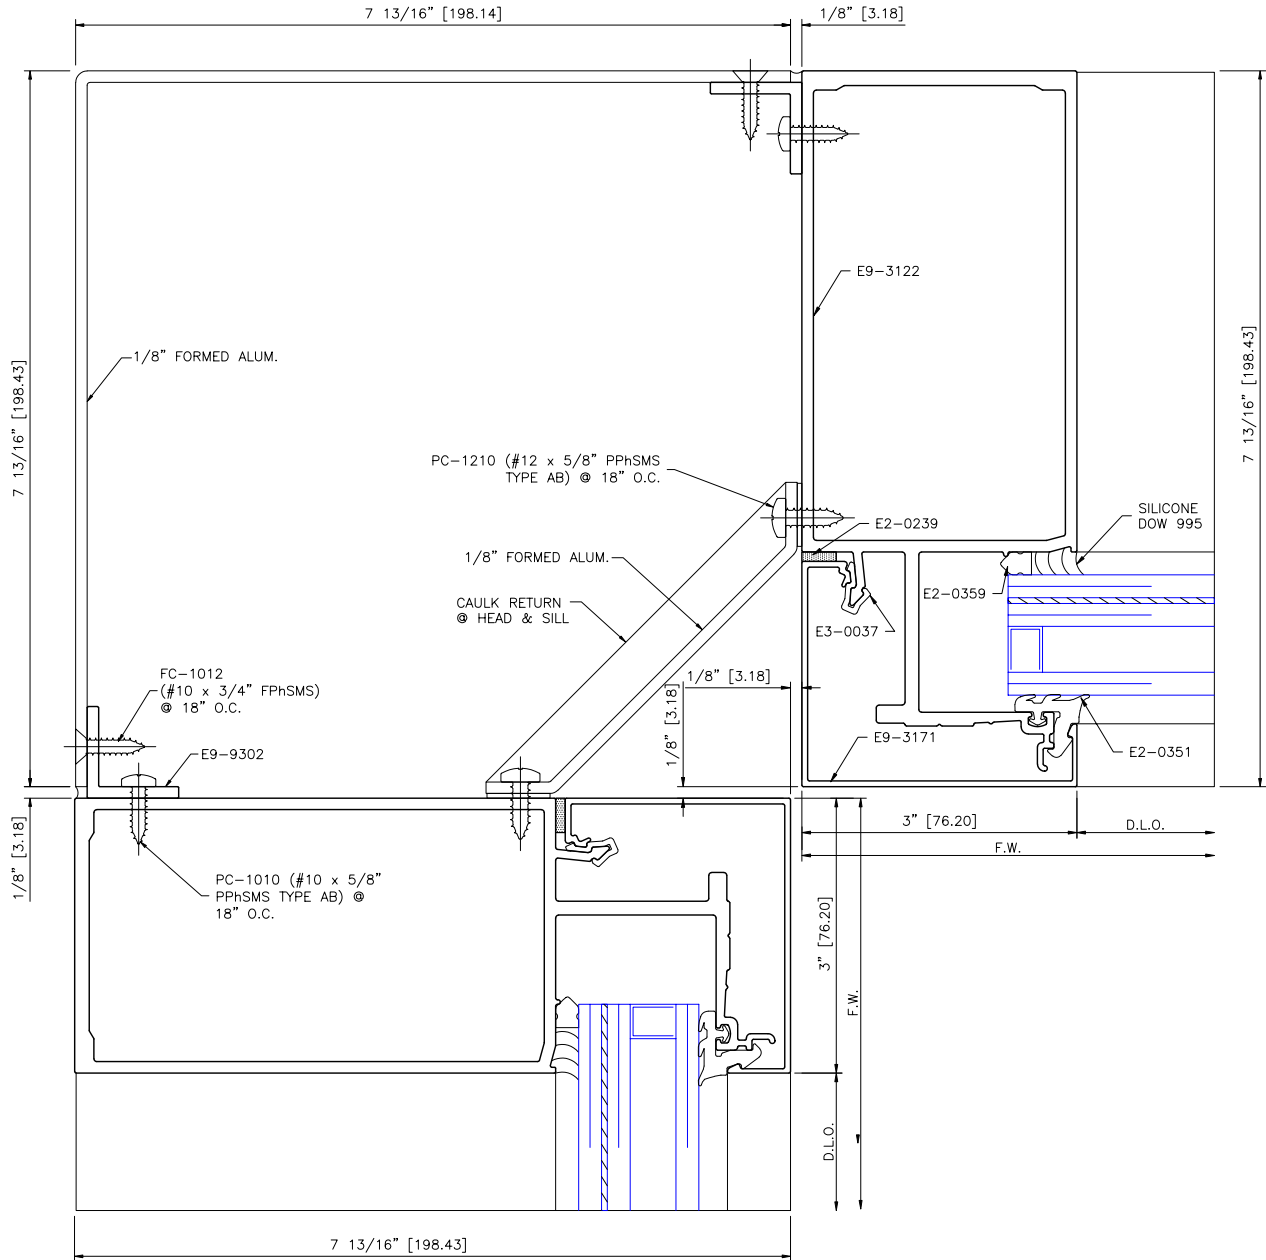 7 13/16" [198.14]
1/8" [3.18]
E9-3122
1/8" FORMED ALUM.
7 13/16" [198.43]
7 13/16" [198.43]
PC-1210 (#12 x 5/8" PPhSMS
TYPE AB) @ 18" O.C.
SILICONE
DOW 995
E2-0239
1/8" FORMED ALUM.
E2-0359
CAULK RETURN
@ HEAD & SILL
E3-0037
FC-1012
(#10 x 3/4" FPhSMS)
@ 18" O.C.
1/8" [3.18]
1/8" [3.18]
E9-3171
E2-0351
E9-9302
3" [76.20]
D.L.O.
F.W.
1/8" [3.18]
PC-1010 (#10 x 5/8"
PPhSMS TYPE AB) @
18" O.C.
3" [76.20]
F.W.
D.L.O.
7 13/16" [198.43]